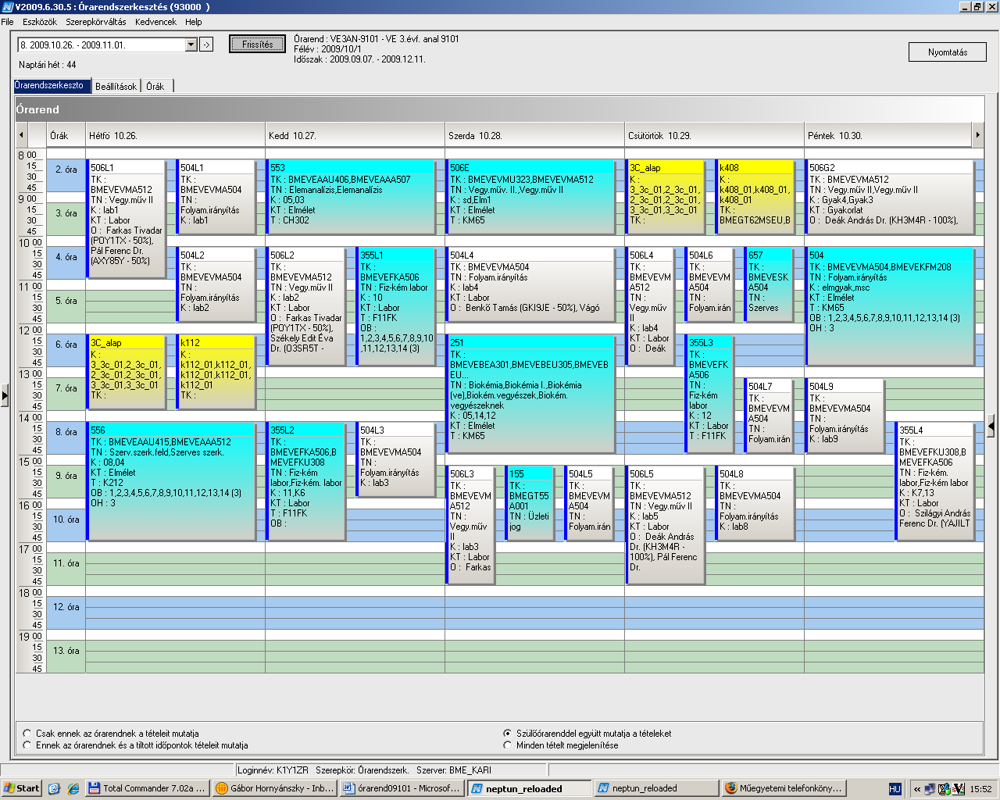 V2009.6.30.5 : Órarendszerkesztés (93000  )
File Eszközök Szerepkörváltás Kedvencek Help
8. 2009.10.26. - 2009.11.01.
->
Frissítés
Órarend : VE3AN-9101 - VE 3.évf. anal 9101
Félév : 2009/10/1
Időszak : 2009.09.07. - 2009.12.11.
Nyomtatás
Naptári hét : 44
Órarendszerkeszto Beállítások Órák
Órarend
Órák Hétfő 10.26. Kedd 10.27. Szerda 10.28. Csütörtök 10.29. Péntek 10.30.
8 00
15
30
45
9 00
15
30
45
10 00
15
30
45
11 00
15
30
45
12 00
15
30
45
13 00
15
30
45
14 00
15
30
45
15 00
15
30
45
16 00
15
30
45
17 00
15
30
45
18 00
15
30
45
19 00
15
30
45
2. óra
3. óra
4. óra
5. óra
6. óra
7. óra
8. óra
9. óra
10. óra
11. óra
12. óra
13. óra
506L1
TK :
BMEVEVMA512
TN : Vegy.műv II
K : lab1
KT : Labor
O : Farkas Tivadar
(POY1TX - 50%),
Pál Ferenc Dr.
(AXY85Y - 50%)
504L1
TK :
BMEVEVMA504
TN :
Folyam.irányítás
K : lab1
504L2
TK :
BMEVEVMA504
TN :
Folyam.irányítás
K : lab2
3C_alap
K :
3_3c_01,2_3c_01,
2_3c_01,2_3c_01,
3_3c_01,3_3c_01
TK :
k112
K :
k112_01,k112_01,
k112_01,k112_01,
k112_01
TK :
556
TK : BMEVEAAU415,BMEVEAAA512
TN : Szerv.szerk.feld,Szerves szerk.
K : 08,04
KT : Elmélet
T : K212
OB : 1,2,3,4,5,6,7,8,9,10,11,12,13,14 (3)
OH : 3
553
TK : BMEVEAAU406,BMEVEAAA507
TN : Elemanalízis,Elemanalízis
K : 05,03
KT : Elmélet
T : CH302
506L2
TK :
BMEVEVMA512
TN : Vegy.műv II
K : lab2
KT : Labor
O : Farkas Tivadar
(POY1TX - 50%),
Székely Edit Éva
Dr. (O3SR5T -
355L1
TK :
BMEVEFKA506
TN : Fiz-kém labor
K : 10
KT : Labor
T : F11FK
OB :
1,2,3,4,5,6,7,8,9,10
,11,12,13,14 (3)
355L2
TK :
BMEVEFKA506,B
MEVEFKU308
TN : Fiz-kém
labor,Fiz-kém. labor
K : 11,K6
KT : Labor
T : F11FK
OB :
504L3
TK :
BMEVEVMA504
TN :
Folyam.irányítás
K : lab3
506E
TK : BMEVEVMU323,BMEVEVMA512
TN : Vegy.műv. II.,Vegy.műv II
K : sd,Elm1
KT : Elmélet
T : KM65
504L4
TK : BMEVEVMA504
TN : Folyam.irányítás
K : lab4
KT : Labor
O : Benkő Tamás (GKI9JE - 50%), Vágó
251
TK :
BMEVEBEA301,BMEVEBEU305,BMEVEB
EU...
TN : Biokémia,Biokémia I.,Biokémia
(ve),Biokém.vegyészek,Biokém.
vegyészeknek
K : 05,14,12
KT : Elmélet
T : KM65
506L3
TK :
BMEVEVM
A512
TN :
Vegy.műv
II
K : lab3
KT : Labor
O : Farkas
155
TK :
BMEGT55
A001
TN : Üzleti
jog
504L5
TK :
BMEVEVM
A504
TN :
Folyam.irán
3C_alap
K :
3_3c_01,2_3c_01,
2_3c_01,2_3c_01,
3_3c_01,3_3c_01
TK :
k408
K :
k408_01,k408_01,
k408_01
TK :
BMEGT62MSEU,B
506L4
TK :
BMEVEVM
A512
TN :
Vegy.műv
II
K : lab4
KT : Labor
O : Deák
504L6
TK :
BMEVEVM
A504
TN :
Folyam.irán
657
TK :
BMEVESK
A504
TN :
Szerves
355L3
TK :
BMEVEFK
A506
TN :
Fiz-kém
labor
K : 12
KT : Labor
T : F11FK
504L7
TK :
BMEVEVM
A504
TN :
Folyam.irán
506L5
TK :
BMEVEVMA512
TN : Vegy.műv II
K : lab5
KT : Labor
O : Deák András
Dr. (KH3M4R -
100%), Pál Ferenc
Dr.
504L8
TK :
BMEVEVMA504
TN :
Folyam.irányítás
K : lab8
506G2
TK : BMEVEVMA512
TN : Vegy.műv II,Vegy.műv II
K : Gyak4,Gyak3
KT : Gyakorlat
O : Deák András Dr. (KH3M4R - 100%),
504
TK : BMEVEVMA504,BMEVEKFM208
TN : Folyam.irányítás
K : elmgyak,msc
KT : Elmélet
T : KM65
OB : 1,2,3,4,5,6,7,8,9,10,11,12,13,14 (3)
OH : 3
504L9
TK :
BMEVEVMA504
TN :
Folyam.irányítás
K : lab9
355L4
TK :
BMEVEFKU308,B
MEVEFKA506
TN : Fiz-kém.
labor,Fiz-kém labor
K : K7,13
KT : Labor
O : Szilágyi András
Ferenc Dr. (YAJILT
Csak ennek az órarendnek a tételeit mutatja
Ennek az órarendnek és a tiltott időpontok tételeit mutatja
Szülőórarenddel együtt mutatja a tételeket
Minden tételt megjelenítése
Loginnév: K1Y1ZR Szerepkör: Órarendszerk. Szerver: BME_KARI
Start Total Commander 7.02a ... Gábor Hornyánszky - Inb... órarend09101 - Microsof... neptun_reloaded neptun_reloaded Műegyetemi telefonköny... HU « 15:52